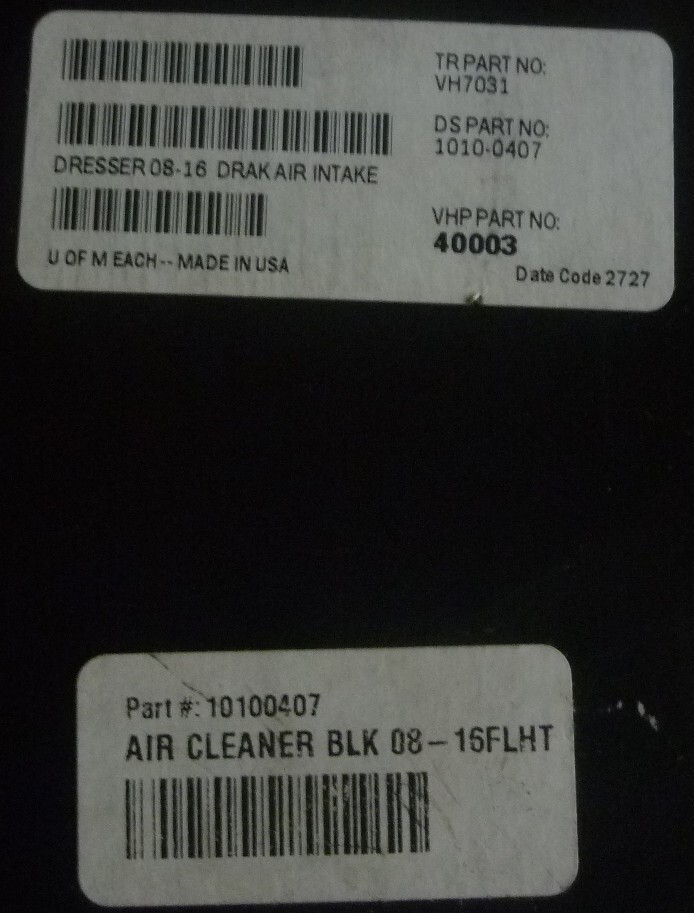 TR PART NO:
VH7031
DS PART NO:
1010-0407
DRESSER 08-16 DRAK AIR INTAKE
VHP PART NO:
40003
U OF M EACH -- MADE IN USA
Date Code 2727
Part #: 10100407
AIR CLEANER BLK 08-16FLHT